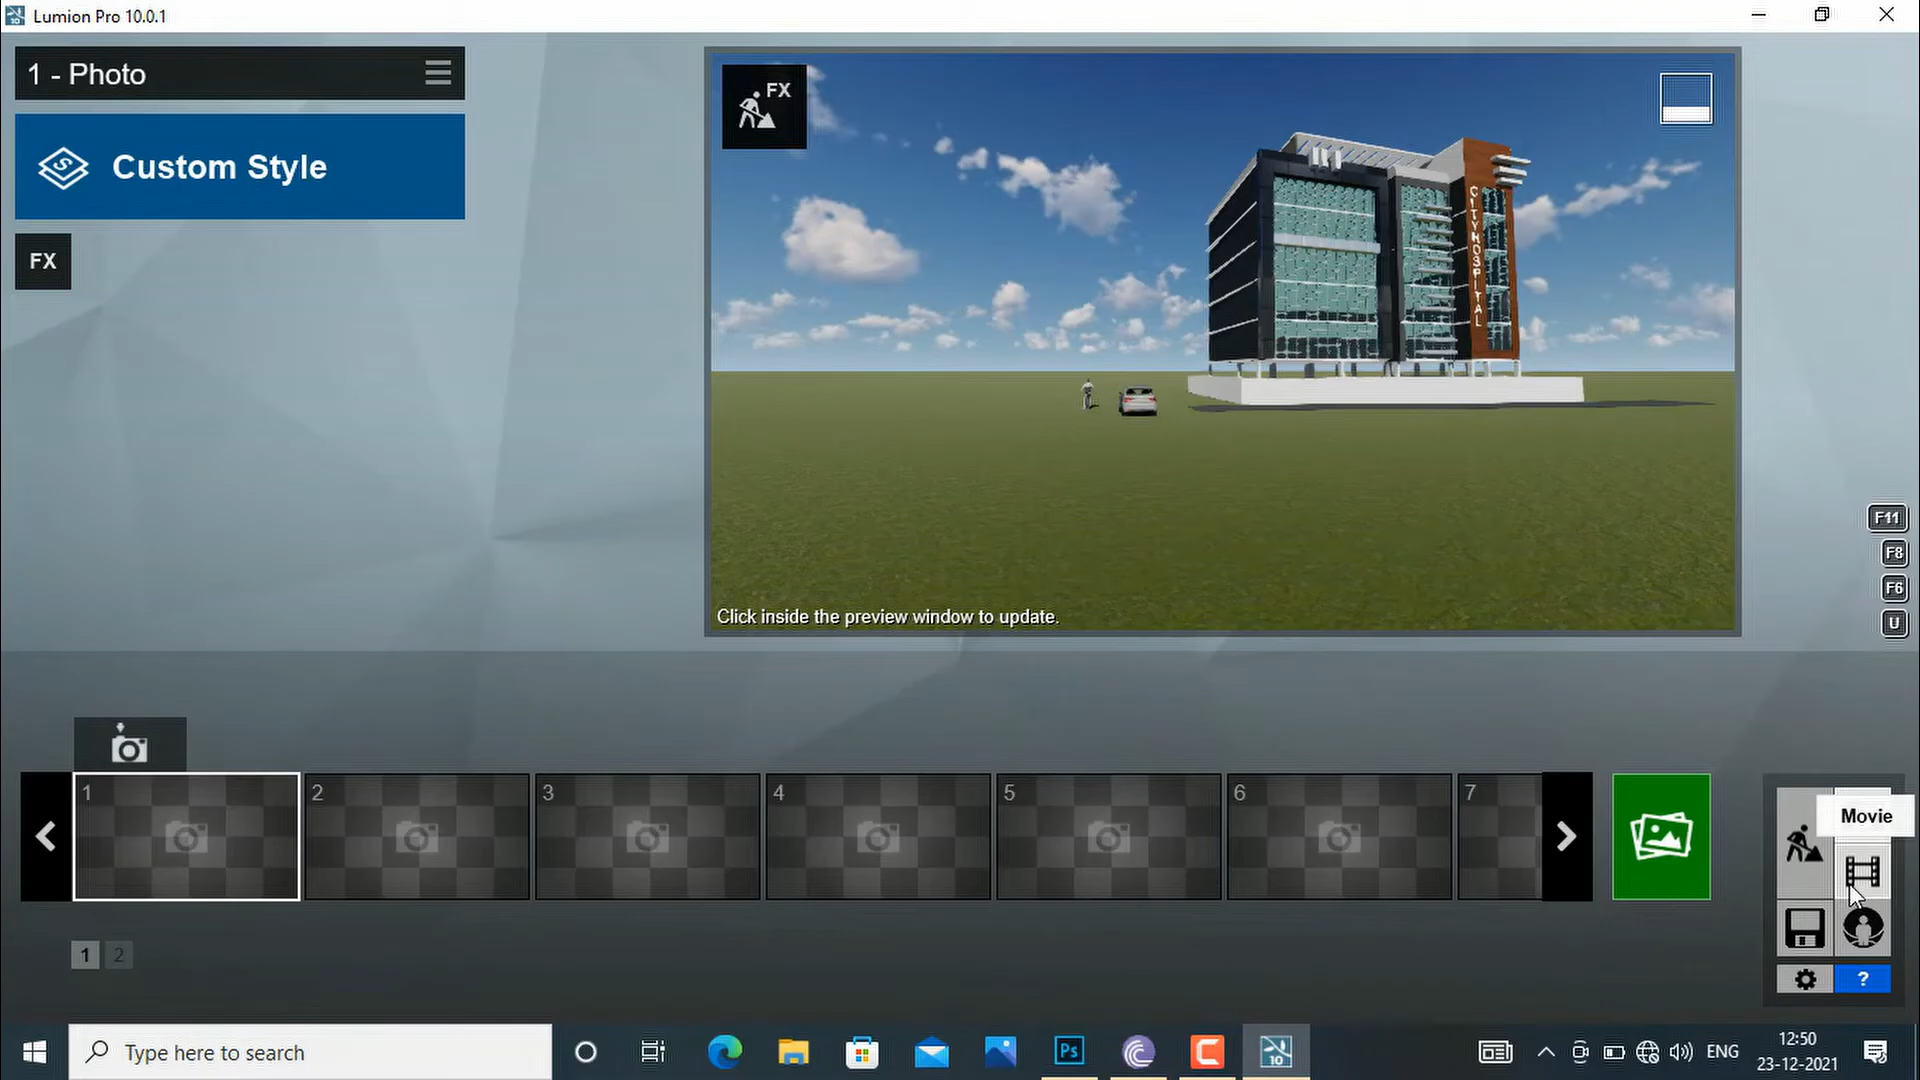 Lumion Pro 10.0.1
1 - Photo
Custom Style
FX
FX
CITY HOSPITAL
Click inside the preview window to update.
F11
F8
F6
U
1
2
3
4
5
6
7
Movie
1
2
?
Type here to search
Ps
10
ENG
12:50
23-12-2021